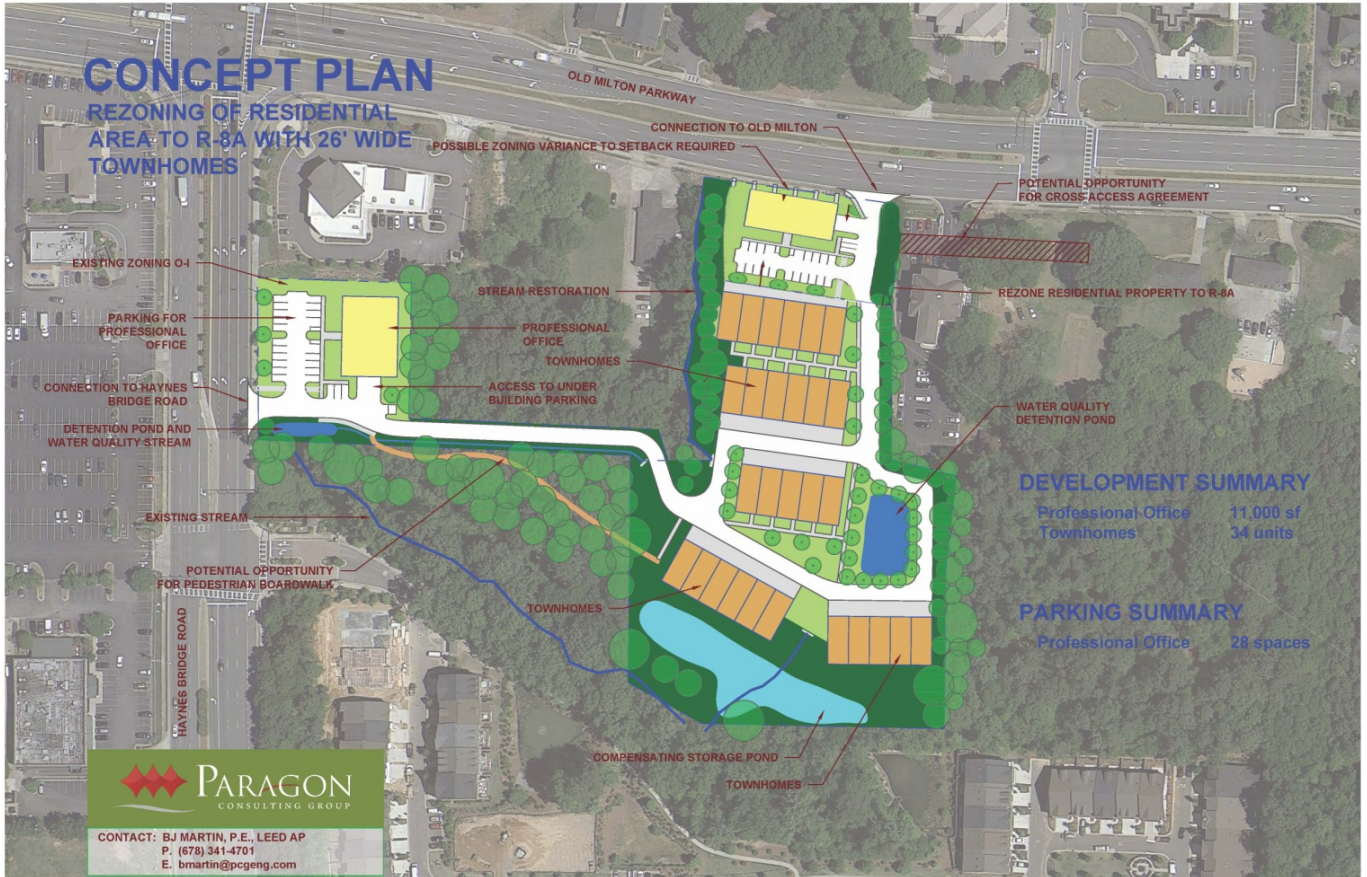 CONCEPT PLAN
REZONING OF RESIDENTIAL
AREA TO R-8A WITH 26' WIDE
TOWNHOMES
OLD MILTON PARKWAY
CONNECTION TO OLD MILTON
POSSIBLE ZONING VARIANCE TO SETBACK REQUIRED
POTENTIAL OPPORTUNITY
FOR CROSS ACCESS AGREEMENT
EXISTING ZONING O-I
STREAM RESTORATION
REZONE RESIDENTIAL PROPERTY TO R-8A
PARKING FOR
PROFESSIONAL
OFFICE
PROFESSIONAL
OFFICE
TOWNHOMES
CONNECTION TO HAYNES
BRIDGE ROAD
ACCESS TO UNDER
BUILDING PARKING
WATER QUALITY
DETENTION POND
DETENTION POND AND
WATER QUALITY STREAM
DEVELOPMENT SUMMARY
Professional Office 11,000 sf
Townhomes 34 units
EXISTING STREAM
POTENTIAL OPPORTUNITY
FOR PEDESTRIAN BOARDWALK
TOWNHOMES
PARKING SUMMARY
Professional Office 28 spaces
HAYNES BRIDGE ROAD
COMPENSATING STORAGE POND
TOWNHOMES
PARAGON
CONSULTING GROUP
CONTACT: BJ MARTIN, P.E., LEED AP
P. (678) 341-4701
E. bmartin@pcgeng.com